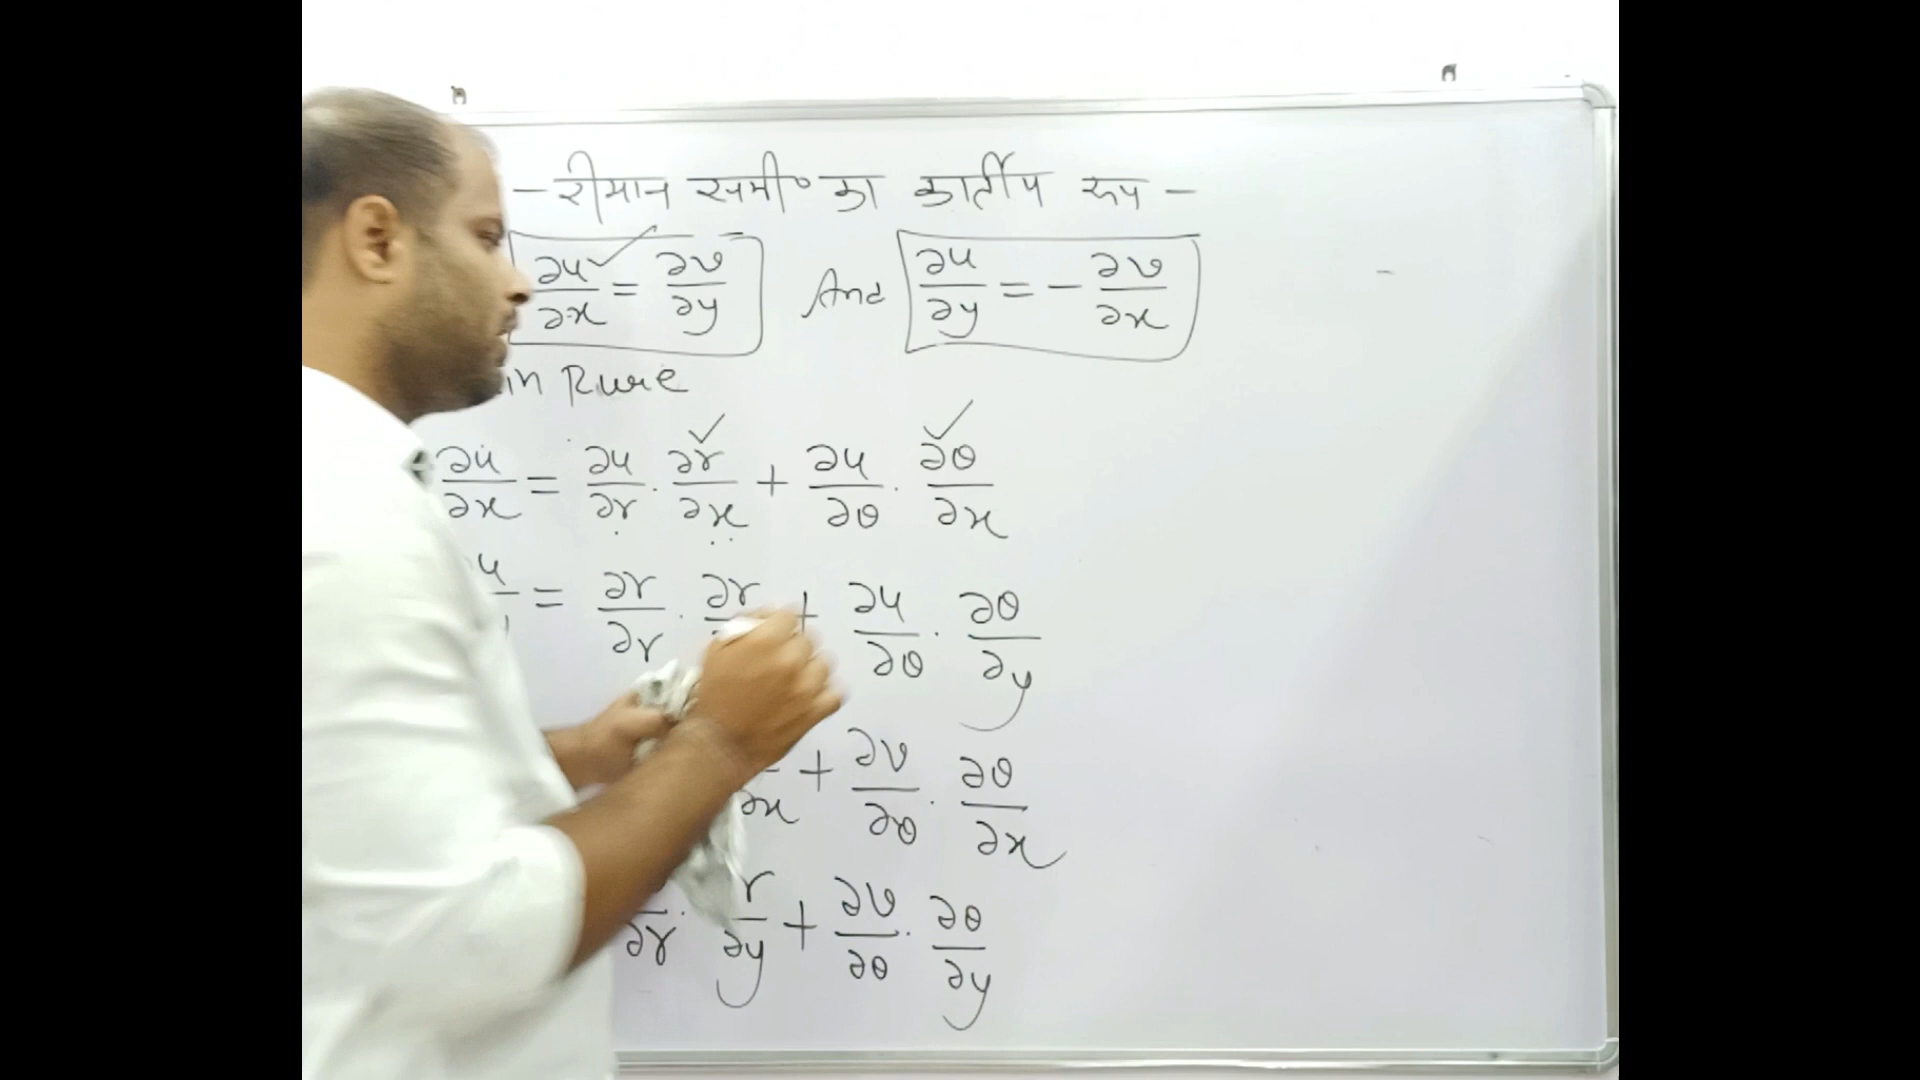 - रीमान समी० का कार्तीय रूप -
∂u/∂x = ∂v/∂y And ∂u/∂y = - ∂v/∂x
in Rule
∂u/∂x = ∂u/∂r . ∂r/∂x + ∂u/∂θ . ∂θ/∂x
= ∂r/∂r . ∂r + ∂u/∂θ . ∂θ/∂y
∂x + ∂v/∂θ . ∂θ/∂x
∂r . r/∂y + ∂v/∂θ . ∂θ/∂y